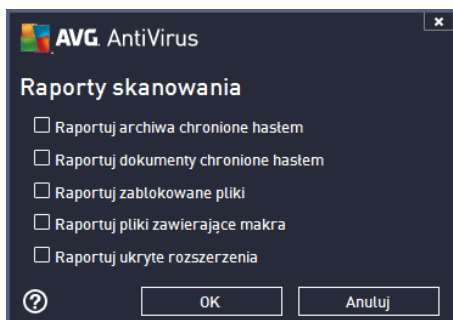 AVG. AntiVirus
Raporty skanowania
Raportuj archiwa chronione hasłem
Raportuj dokumenty chronione hasłem
Raportuj zablokowane pliki
Raportuj pliki zawierające makra
Raportuj ukryte rozszerzenia
OK Anuluj